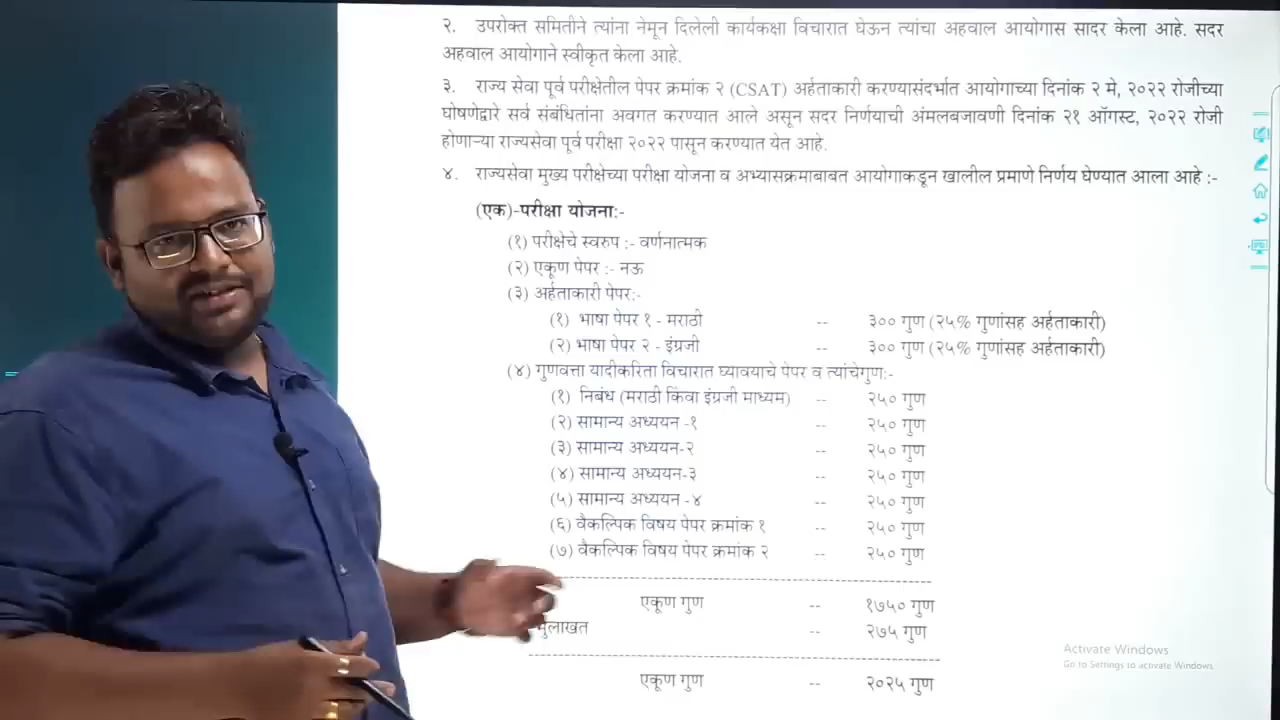 २. उपरोक्त समितीने त्यांना नेमून दिलेली कार्यकक्षा विचारात घेऊन त्यांचा अहवाल आयोगास सादर केला आहे. सदर
अहवाल आयोगाने स्वीकृत केला आहे.
३. राज्य सेवा पूर्व परीक्षेतील पेपर क्रमांक २ (CSAT) अर्हताकारी करण्यासंदर्भात आयोगाच्या दिनांक २ मे, २०२२ रोजीच्या
घोषणेद्वारे सर्व संबंधितांना अवगत करण्यात आले असून सदर निर्णयाची अंमलबजावणी दिनांक २१ ऑगस्ट, २०२२ रोजी
होणाऱ्या राज्यसेवा पूर्व परीक्षा २०२२ पासून करण्यात येत आहे.
४. राज्यसेवा मुख्य परीक्षेच्या परीक्षा योजना व अभ्यासक्रमाबाबत आयोगाकडून खालील प्रमाणे निर्णय घेण्यात आला आहे :-
(एक)-परीक्षा योजना:-
(१) परीक्षेचे स्वरुप :- वर्णनात्मक
(२) एकूण पेपर :- नऊ
(३) अर्हताकारी पेपर:-
(१) भाषा पेपर १ - मराठी -- ३०० गुण (२५% गुणांसह अर्हताकारी)
(२) भाषा पेपर २ - इंग्रजी -- ३०० गुण (२५% गुणांसह अर्हताकारी)
(४) गुणवत्ता यादीकरिता विचारात घ्यावयाचे पेपर व त्यांचेगुण:-
(१) निबंध (मराठी किंवा इंग्रजी माध्यम) -- २५० गुण
(२) सामान्य अध्ययन -१ -- २५० गुण
(३) सामान्य अध्ययन-२ -- २५० गुण
(४) सामान्य अध्ययन-३ -- २५० गुण
(५) सामान्य अध्ययन -४ -- २५० गुण
(६) वैकल्पिक विषय पेपर क्रमांक १ -- २५० गुण
(७) वैकल्पिक विषय पेपर क्रमांक २ -- २५० गुण
एकूण गुण -- १७५० गुण
मुलाखत -- २७५ गुण
एकूण गुण -- २०२५ गुण
Activate Windows
Go to Settings to activate Windows.